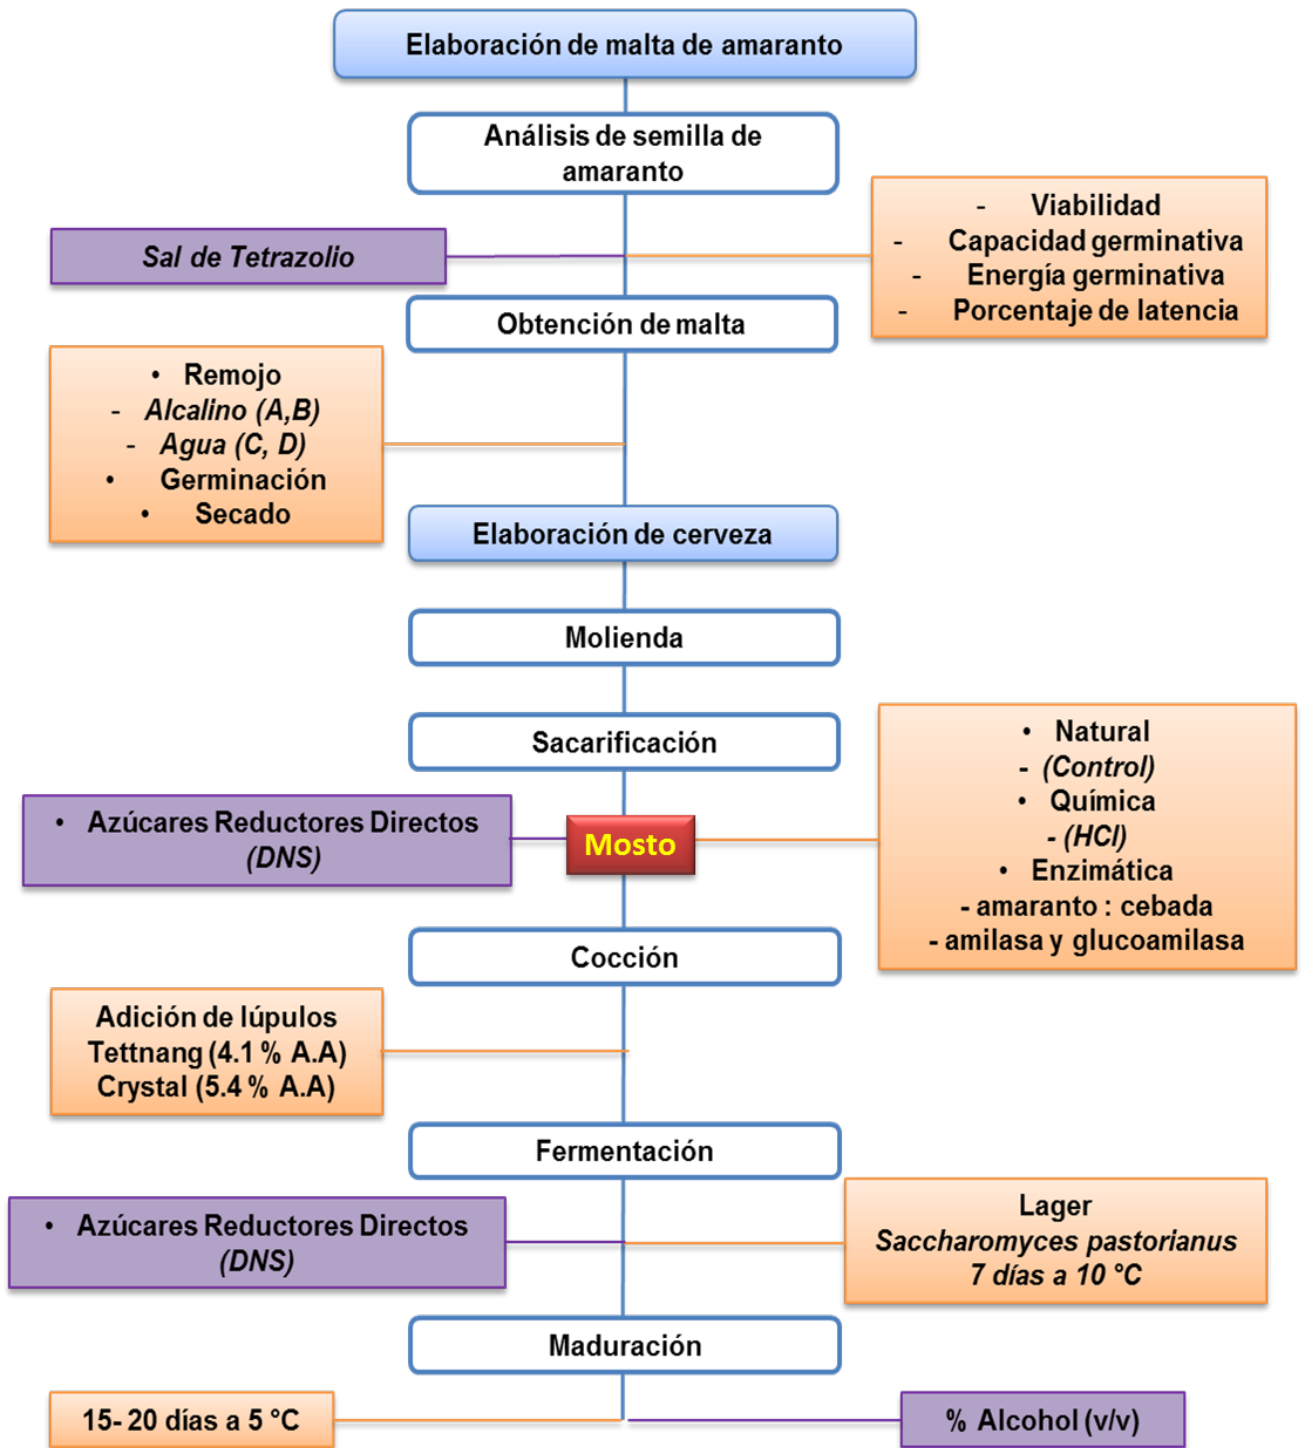 Elaboración de malta de amaranto
Análisis de semilla de
amaranto
Sal de Tetrazolio
- Viabilidad
- Capacidad germinativa
- Energía germinativa
- Porcentaje de latencia
Obtención de malta
• Remojo
- Alcalino (A,B)
- Agua (C, D)
• Germinación
• Secado
Elaboración de cerveza
Molienda
Sacarificación
• Natural
- (Control)
• Química
- (HCl)
• Enzimática
- amaranto : cebada
- amilasa y glucoamilasa
• Azúcares Reductores Directos
(DNS)
Mosto
Cocción
Adición de lúpulos
Tettnang (4.1 % A.A)
Crystal (5.4 % A.A)
Fermentación
• Azúcares Reductores Directos
(DNS)
Lager
Saccharomyces pastorianus
7 días a 10 °C
Maduración
15- 20 días a 5 °C
% Alcohol (v/v)